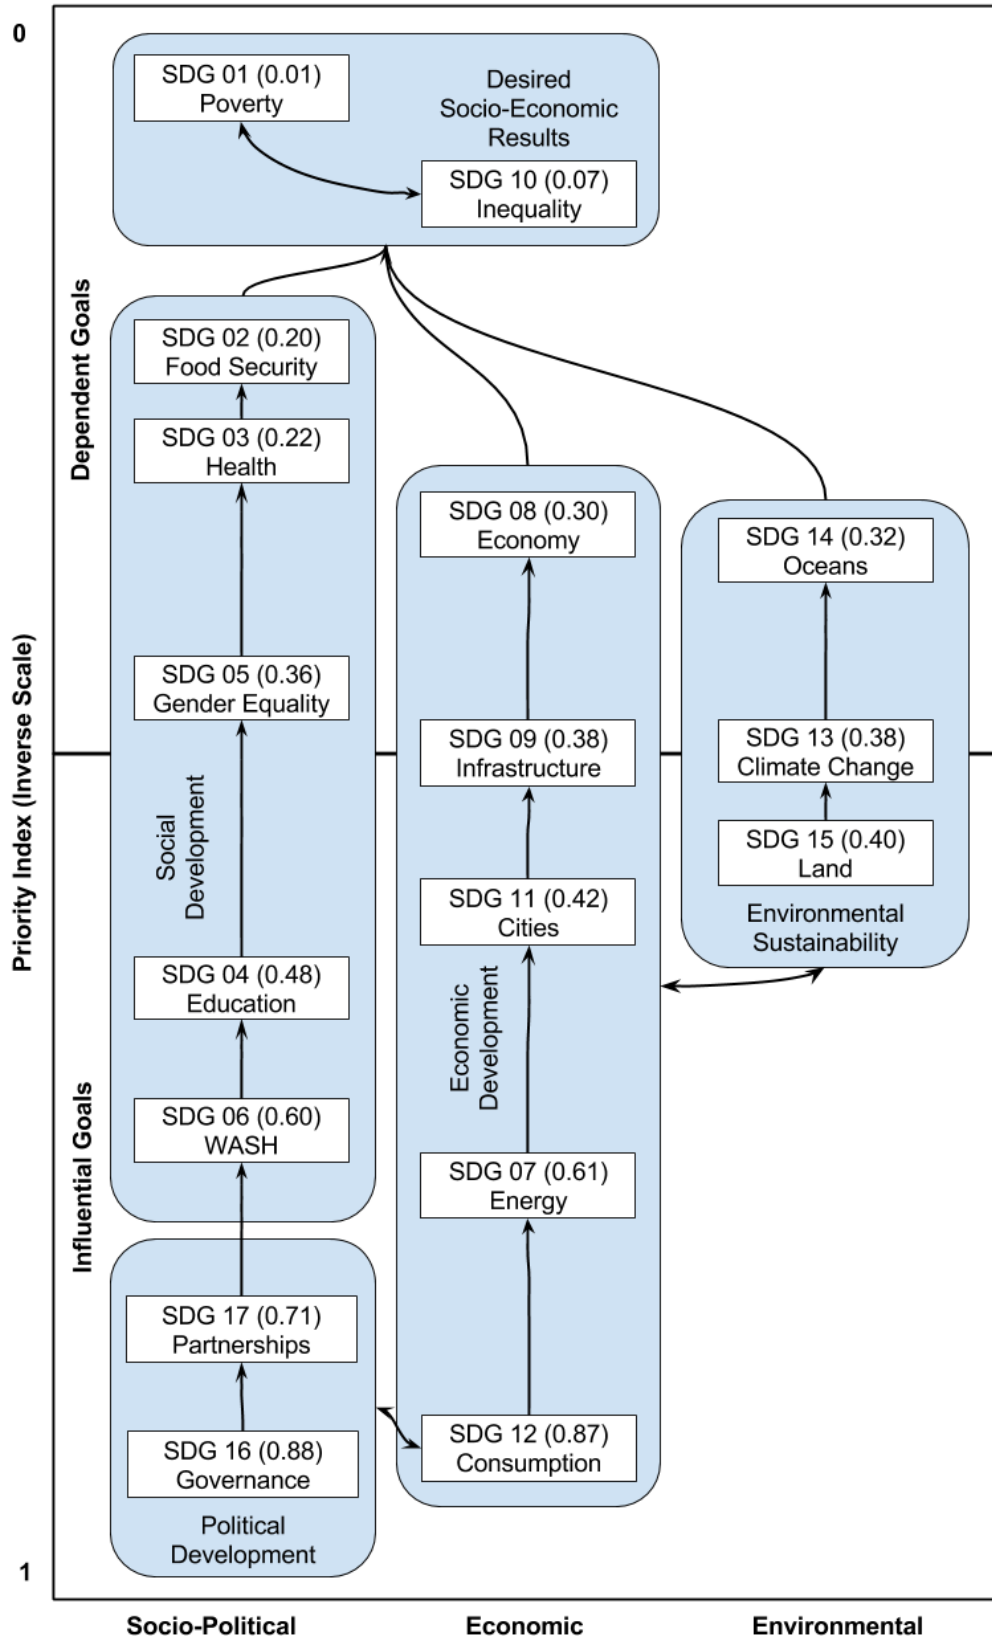 0
SDG 01 (0.01)
Poverty
Desired
Socio-Economic
Results
SDG 10 (0.07)
Inequality
Dependent Goals
SDG 02 (0.20)
Food Security
SDG 03 (0.22)
Health
SDG 05 (0.36)
Gender Equality
Social
Development
SDG 04 (0.48)
Education
SDG 06 (0.60)
WASH
SDG 17 (0.71)
Partnerships
SDG 16 (0.88)
Governance
Political
Development
SDG 08 (0.30)
Economy
SDG 09 (0.38)
Infrastructure
SDG 11 (0.42)
Cities
Economic
Development
SDG 07 (0.61)
Energy
SDG 12 (0.87)
Consumption
SDG 14 (0.32)
Oceans
SDG 13 (0.38)
Climate Change
SDG 15 (0.40)
Land
Environmental
Sustainability
Priority Index (Inverse Scale)
Influential Goals
1
Socio-Political
Economic
Environmental